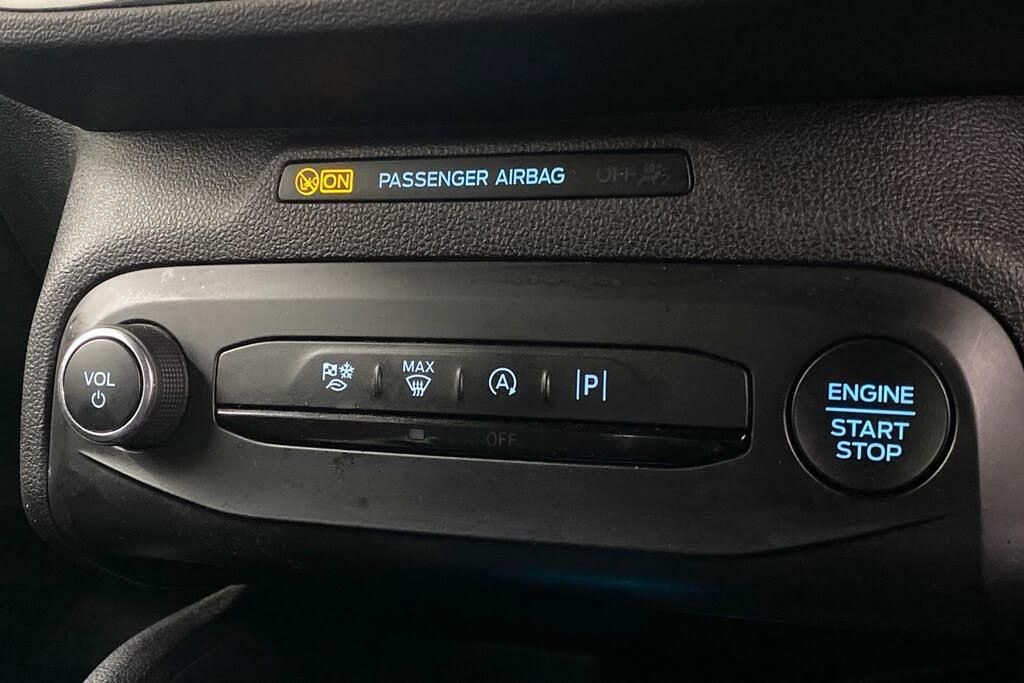 ON PASSENGER AIRBAG OFF
VOL
MAX
A
P
OFF
ENGINE
START
STOP